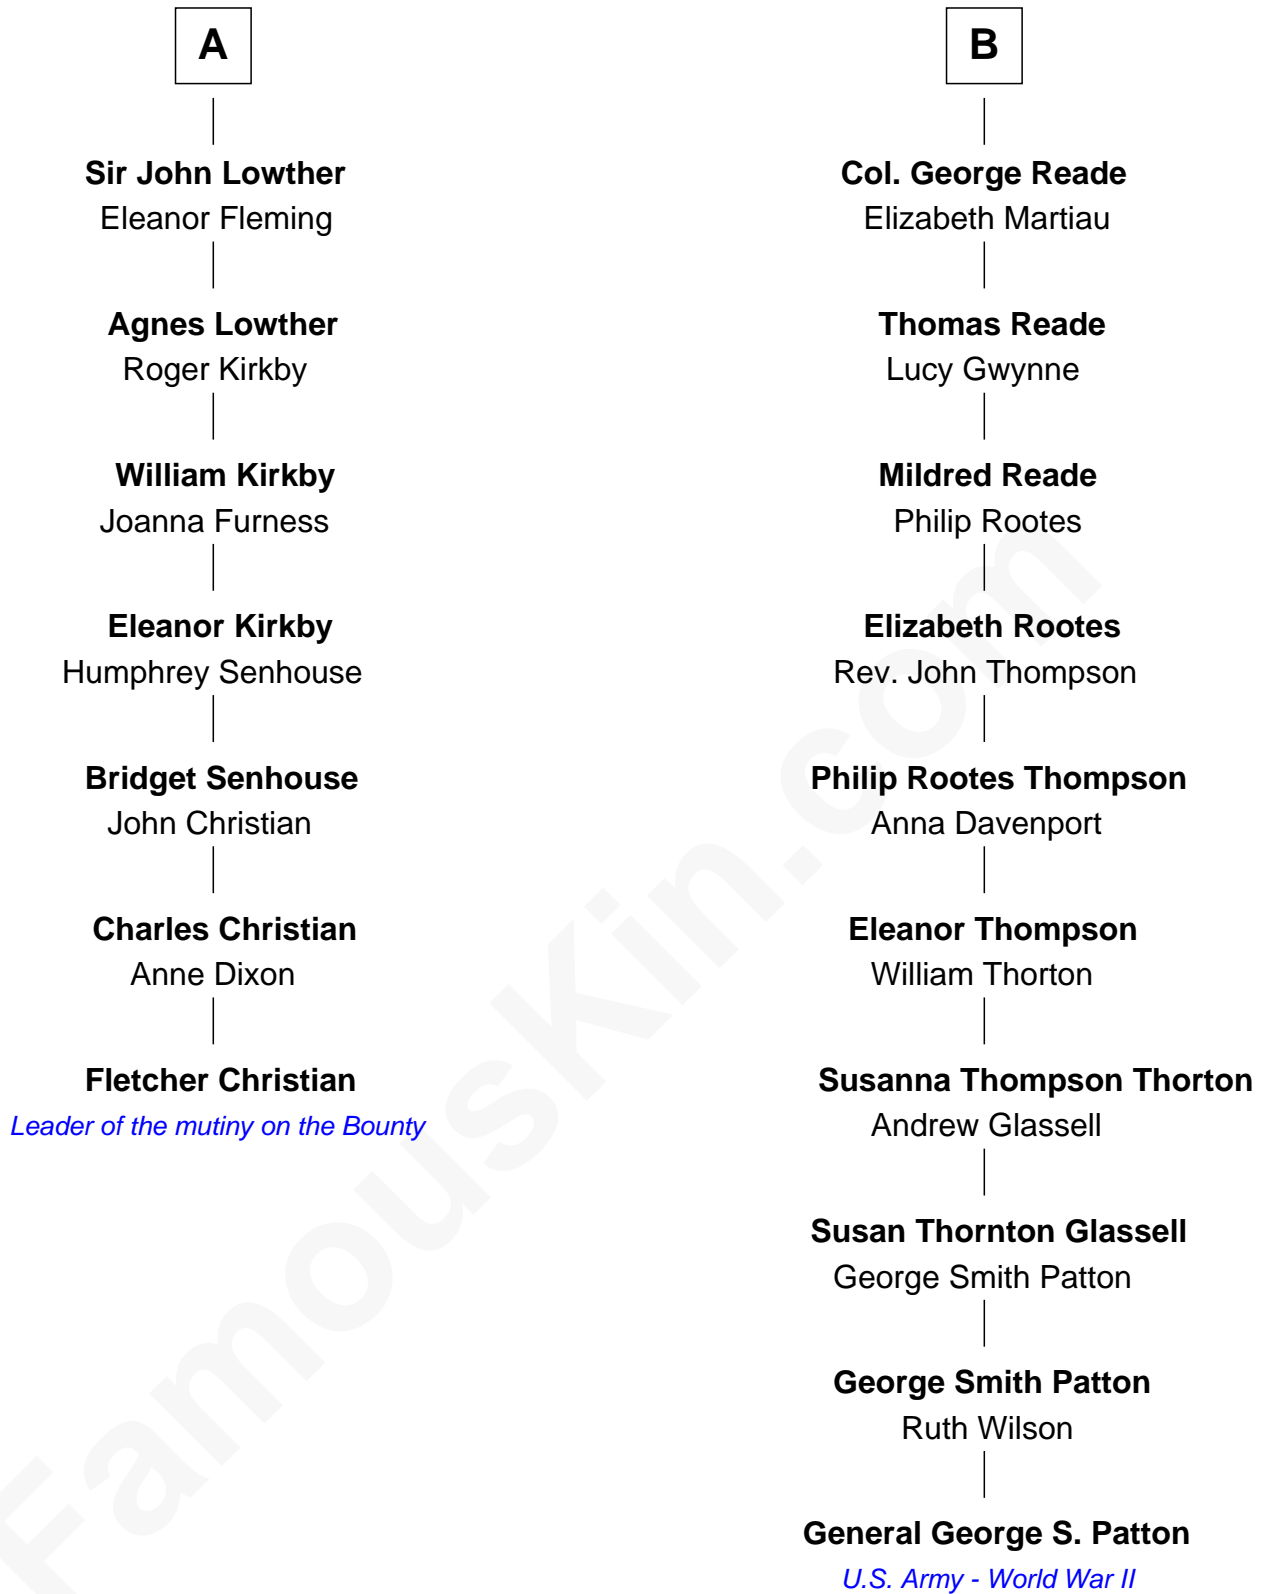 A
Sir John Lowther
Eleanor Fleming
Agnes Lowther
Roger Kirkby
William Kirkby
Joanna Furness
Eleanor Kirkby
Humphrey Senhouse
Bridget Senhouse
John Christian
Charles Christian
Anne Dixon
Fletcher Christian
Leader of the mutiny on the Bounty
B
Col. George Reade
Elizabeth Martiau
Thomas Reade
Lucy Gwynne
Mildred Reade
Philip Rootes
Elizabeth Rootes
Rev. John Thompson
Philip Rootes Thompson
Anna Davenport
Eleanor Thompson
William Thorton
Susanna Thompson Thorton
Andrew Glassell
Susan Thornton Glassell
George Smith Patton
George Smith Patton
Ruth Wilson
General George S. Patton
U.S. Army - World War II
FamousKin.com